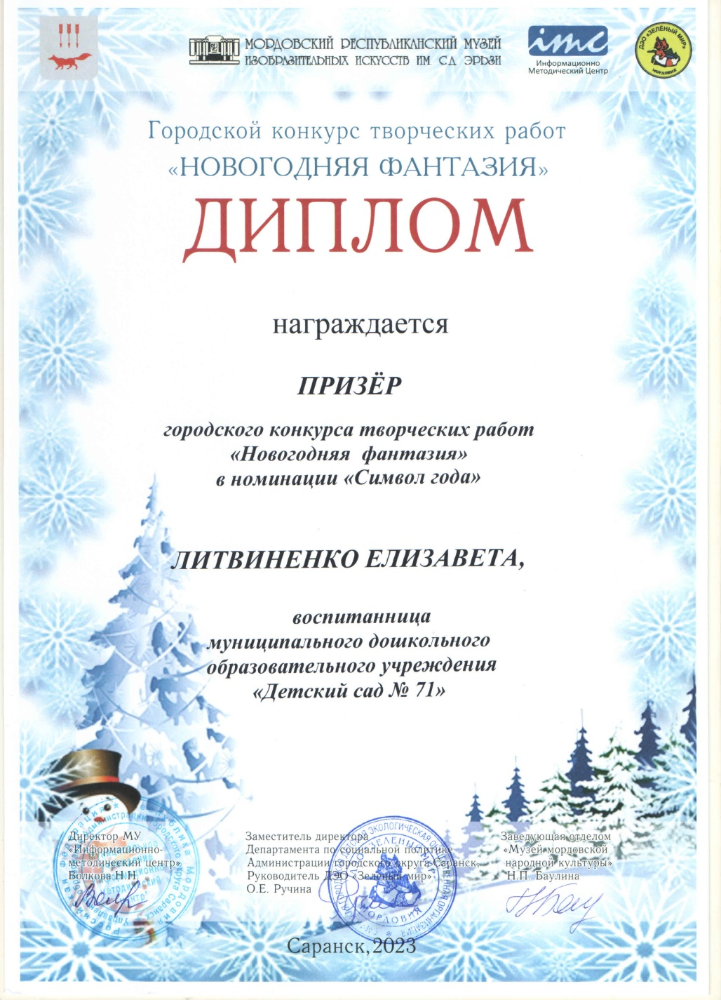 МОРДОВСКИЙ РЕСПУБЛИКАНСКИЙ МУЗЕЙ
ИЗОБРАЗИТЕЛЬНЫХ ИСКУССТВ ИМ. С.Д. ЭРЬЗИ
имс
Информационно
Методический Центр
ДЭО «ЗЕЛЁНЫЙ МИР»
МОРДОВИЯ
Городской конкурс творческих работ
«НОВОГОДНЯЯ ФАНТАЗИЯ»
ДИПЛОМ
награждается
ПРИЗЁР
городского конкурса творческих работ
«Новогодняя фантазия»
в номинации «Символ года»
ЛИТВИНЕНКО ЕЛИЗАВЕТА,
воспитанница
муниципального дошкольного
образовательного учреждения
«Детский сад № 71»
Директор МУ
«Информационно-
методический центр»
Волкова Н.Н.
Заместитель директора
Департамента по социальной политике
Администрации городского округа Саранск,
Руководитель ДЭО «Зеленый мир»
О.Е. Ручина
Заведующая отделом
«Музей мордовской
народной культуры»
Н.П. Баулина
Саранск, 2023